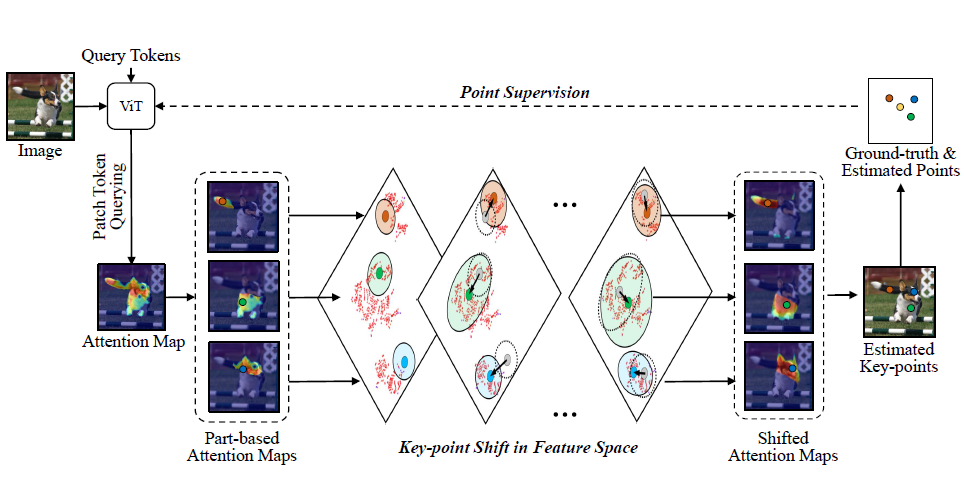 Query Tokens
ViT
Image
Point Supervision
Ground-truth &
Estimated Points
Patch Token
Querying
Attention Map
Part-based
Attention Maps
•••
•••
Key-point Shift in Feature Space
Shifted
Attention Maps
Estimated
Key-points